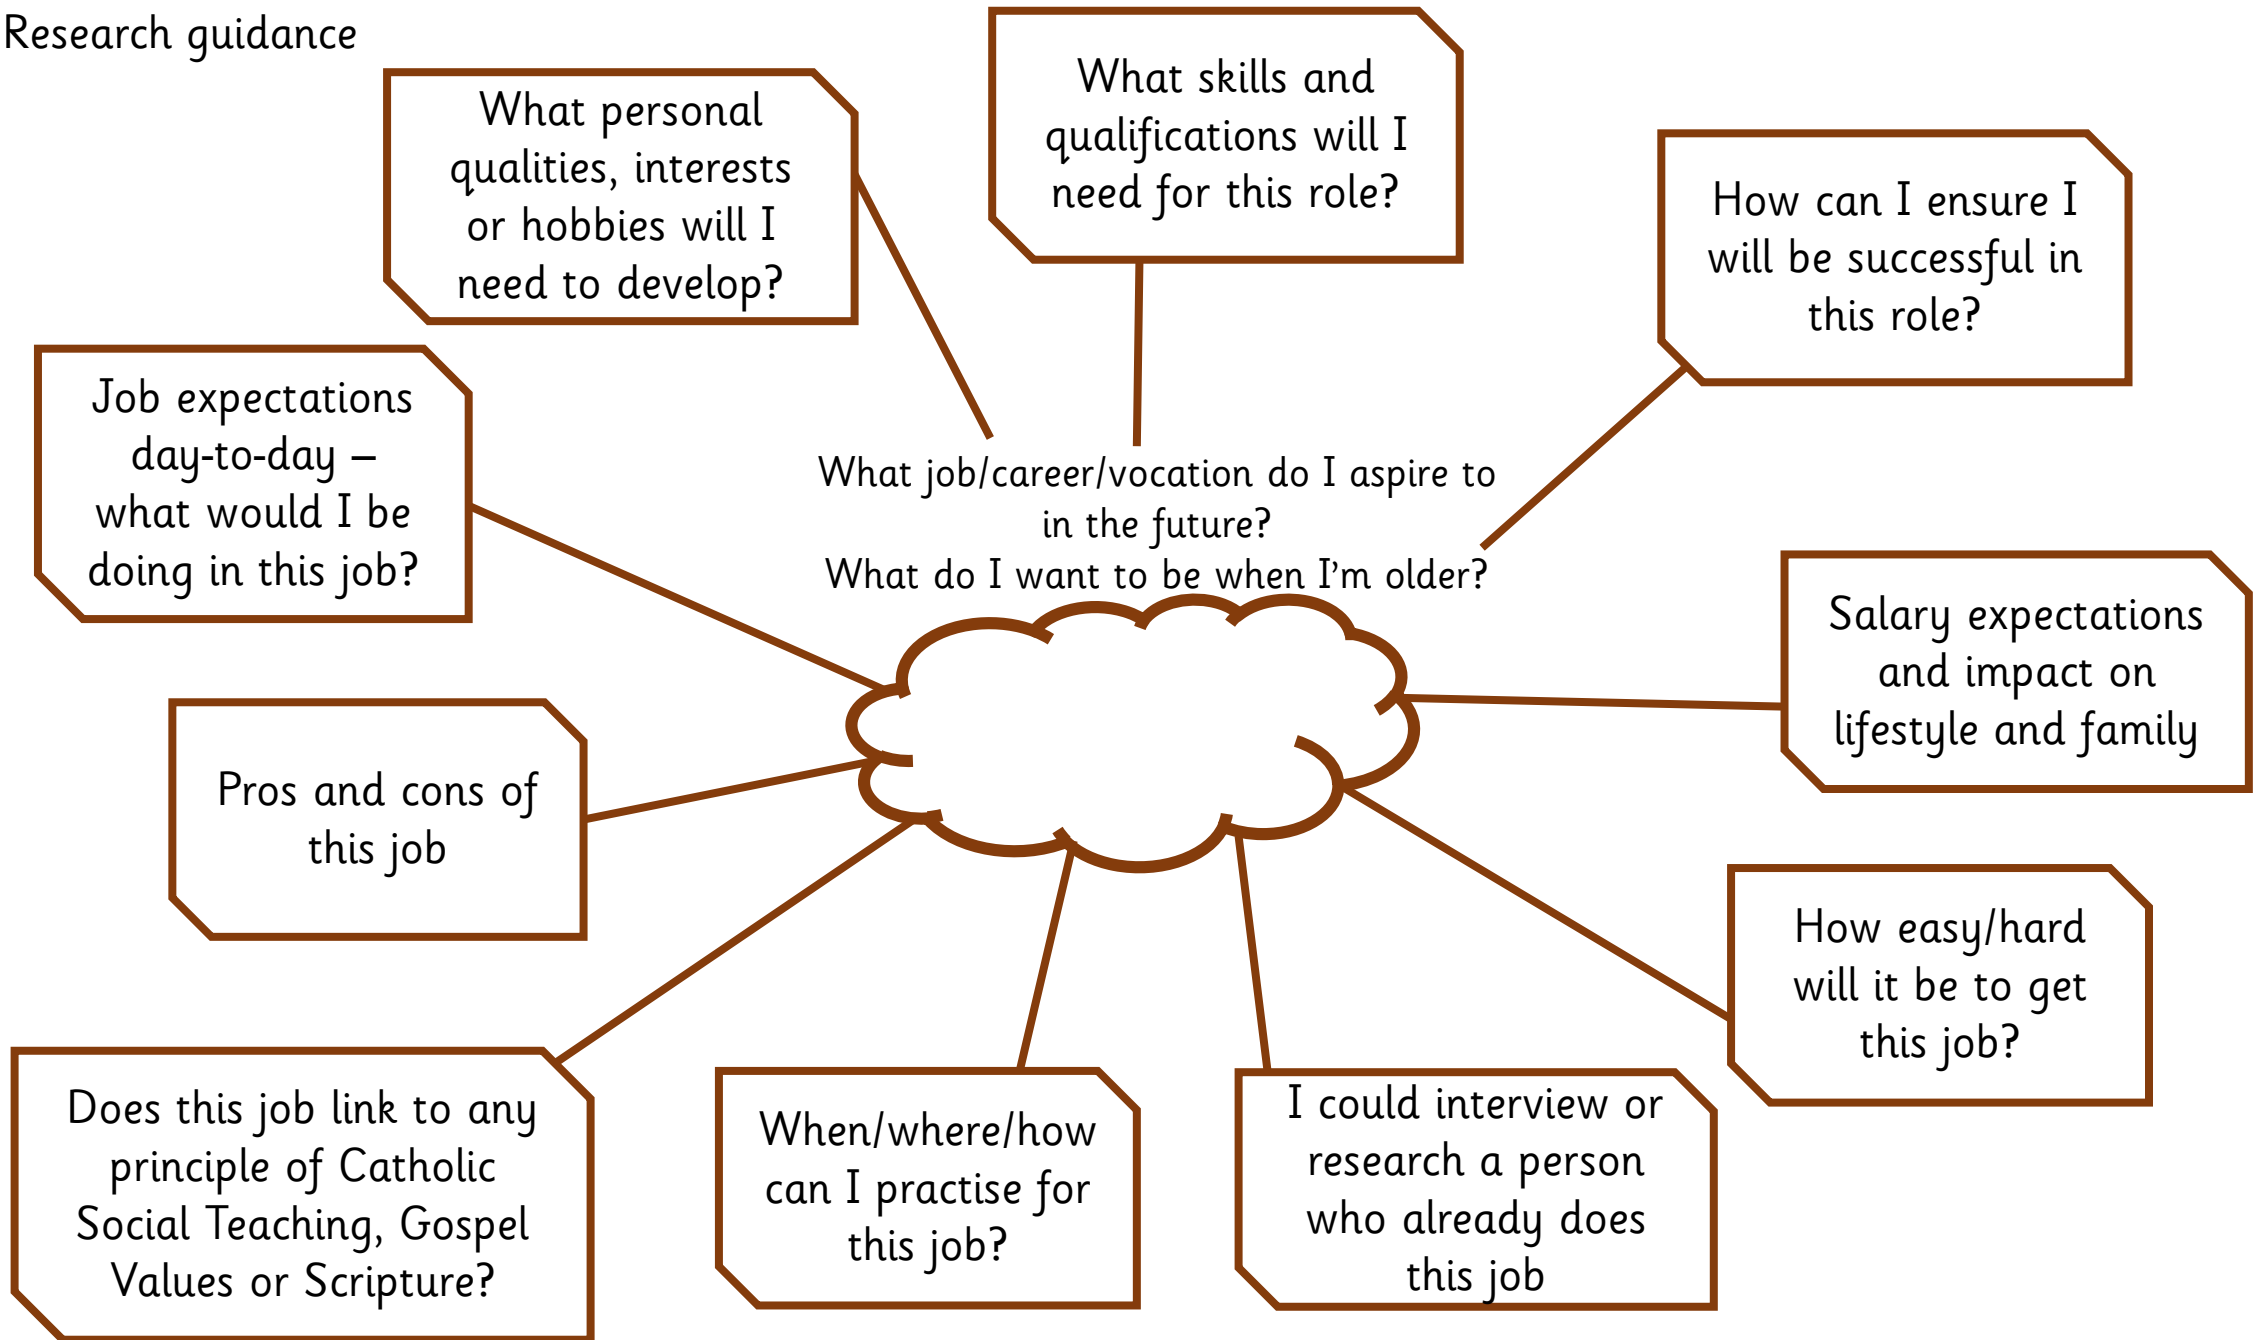 Research guidance
What personal
qualities, interests
or hobbies will I
need to develop?
What skills and
qualifications will I
need for this role?
How can I ensure I
will be successful in
this role?
Job expectations
day-to-day –
what would I be
doing in this job?
What job/career/vocation do I aspire to
in the future?
What do I want to be when I'm older?
Salary expectations
and impact on
lifestyle and family
Pros and cons of
this job
How easy/hard
will it be to get
this job?
Does this job link to any
principle of Catholic
Social Teaching, Gospel
Values or Scripture?
When/where/how
can I practise for
this job?
I could interview or
research a person
who already does
this job